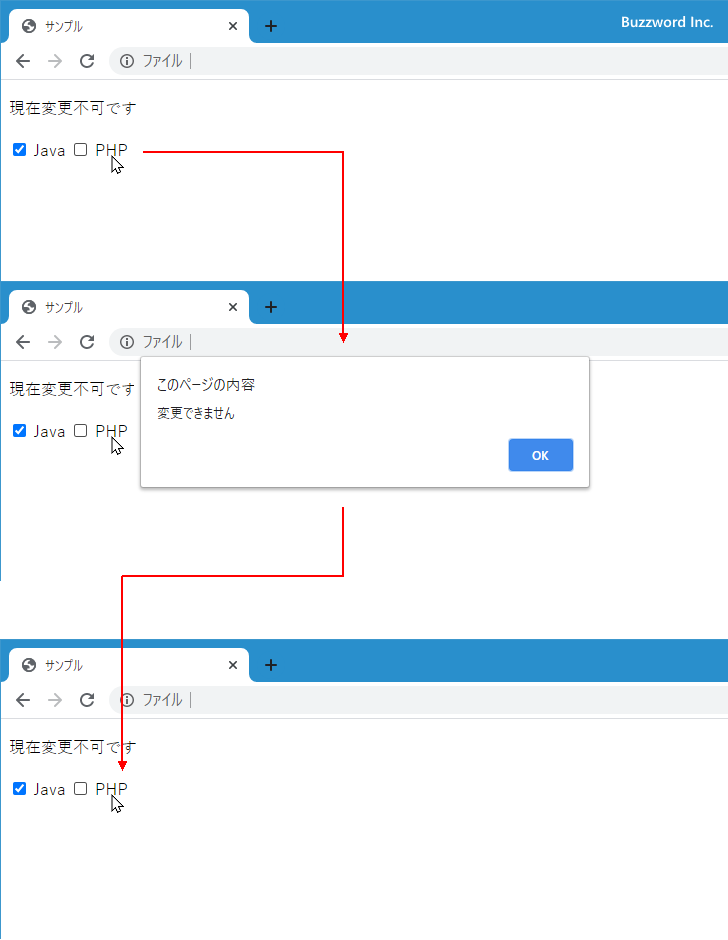 サンプル
Buzzword Inc.
ファイル
現在変更不可です
Java PHP
サンプル
ファイル
現在変更不可です
このページの内容
変更できません
Java PHP
OK
サンプル
ファイル
現在変更不可です
Java PHP